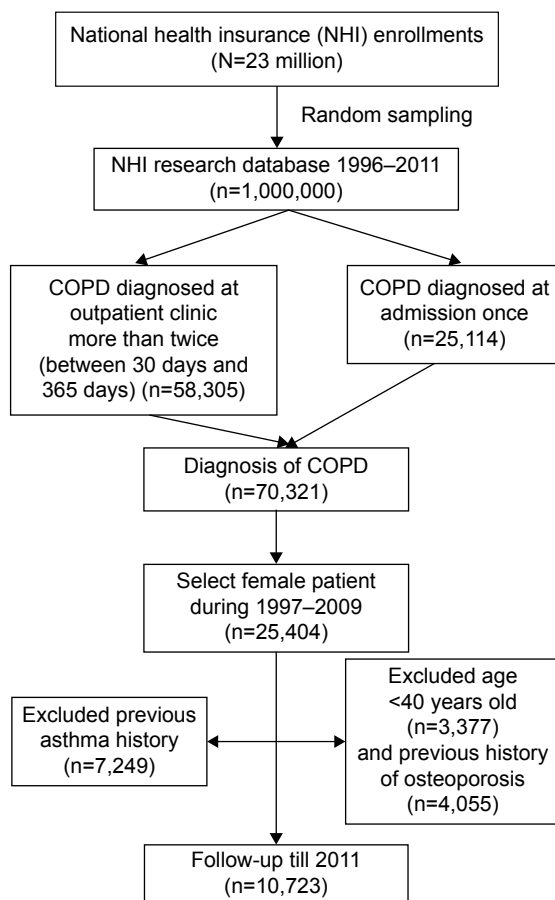 National health insurance (NHI) enrollments
(N=23 million)
Random sampling
NHI research database 1996–2011
(n=1,000,000)
COPD diagnosed at
outpatient clinic
more than twice
(between 30 days and
365 days) (n=58,305)
COPD diagnosed at
admission once
(n=25,114)
Diagnosis of COPD
(n=70,321)
Select female patient
during 1997–2009
(n=25,404)
Excluded previous
asthma history
(n=7,249)
Excluded age
<40 years old
(n=3,377)
and previous history
of osteoporosis
(n=4,055)
Follow-up till 2011
(n=10,723)